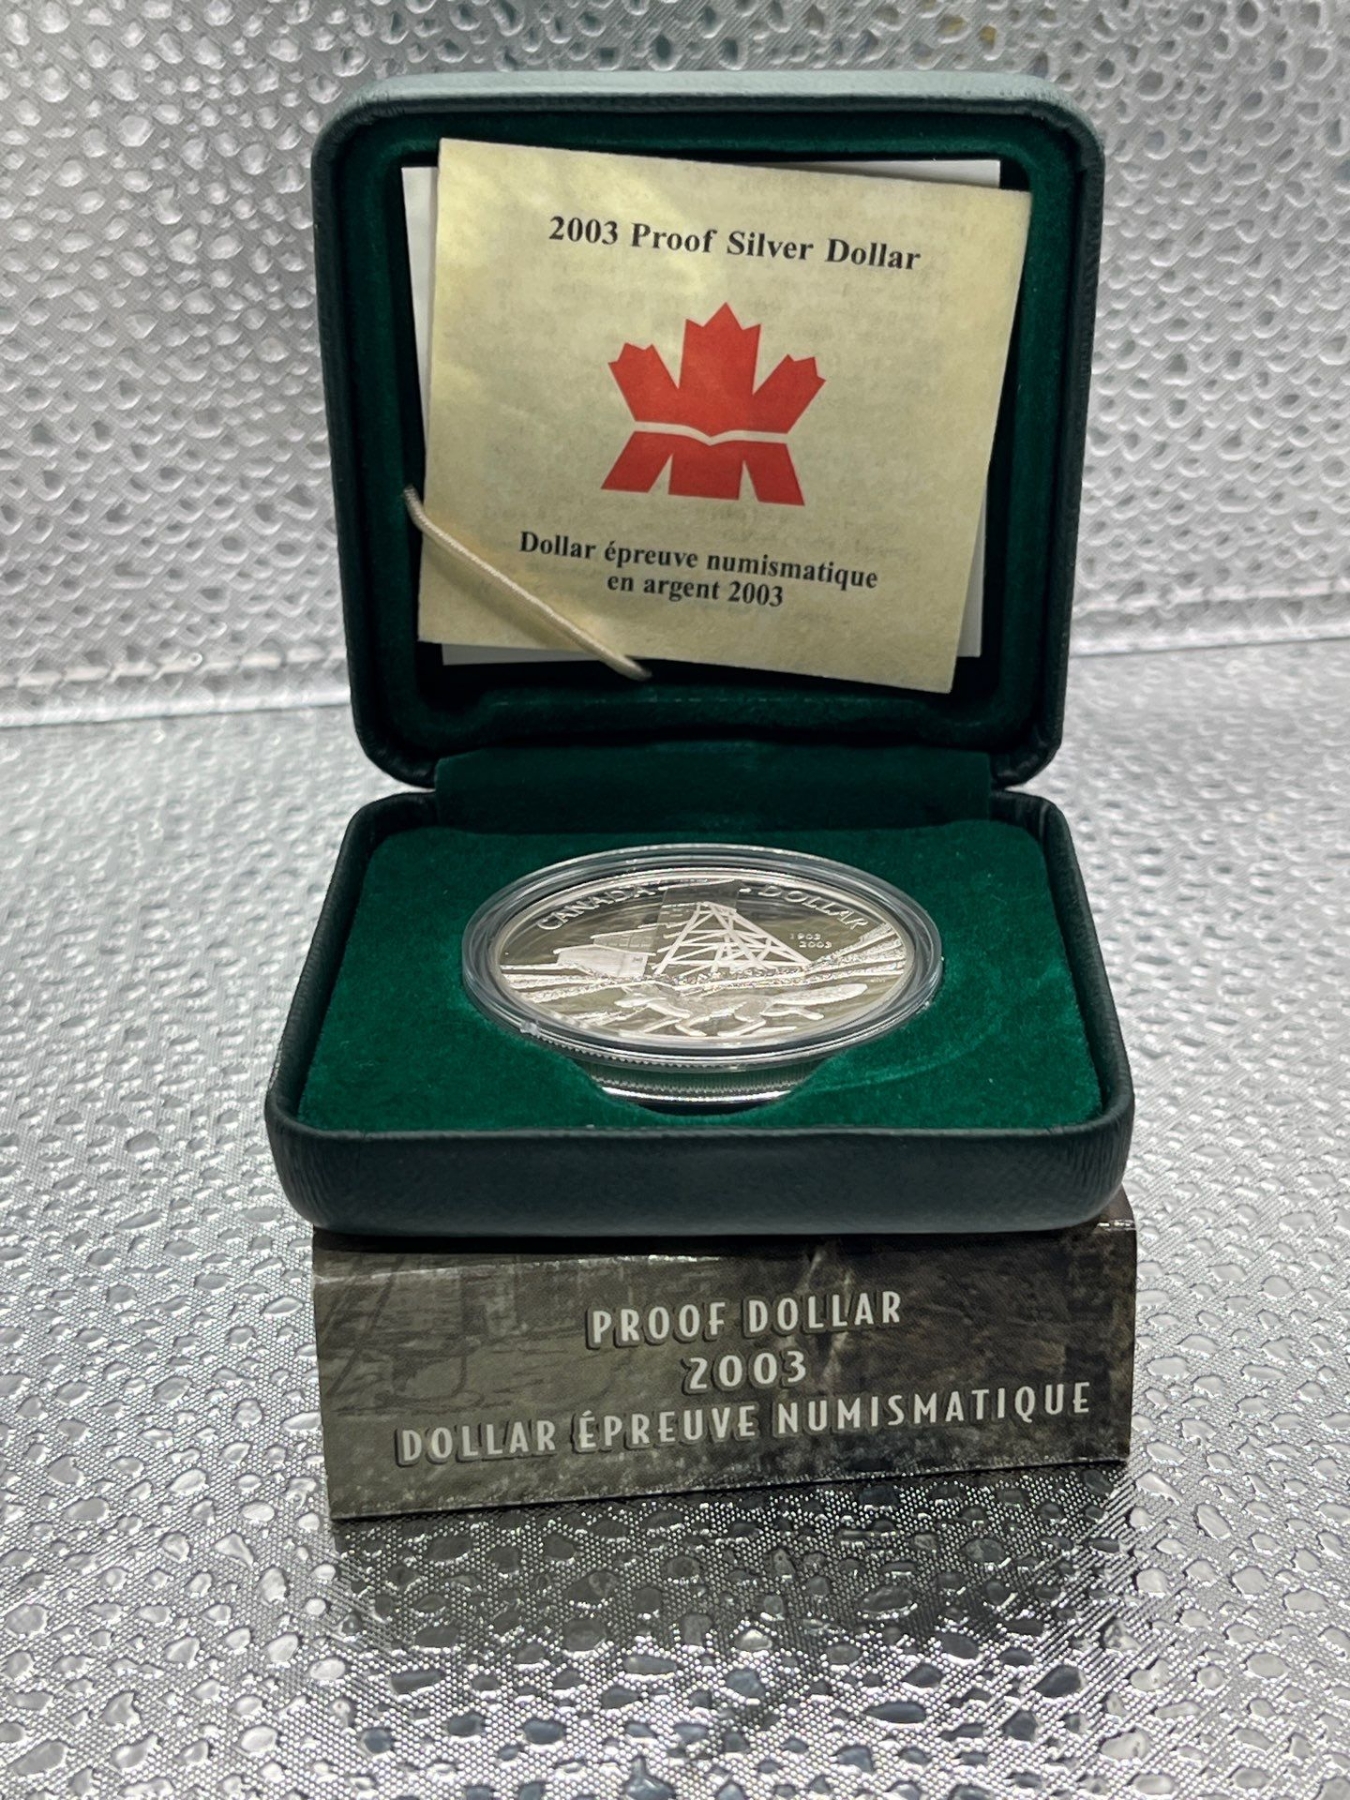 2003 Proof Silver Dollar
Dollar épreuve numismatique
en argent 2003
CANADA DOLLAR
1903
2003
PROOF DOLLAR
2003
DOLLAR ÉPREUVE NUMISMATIQUE